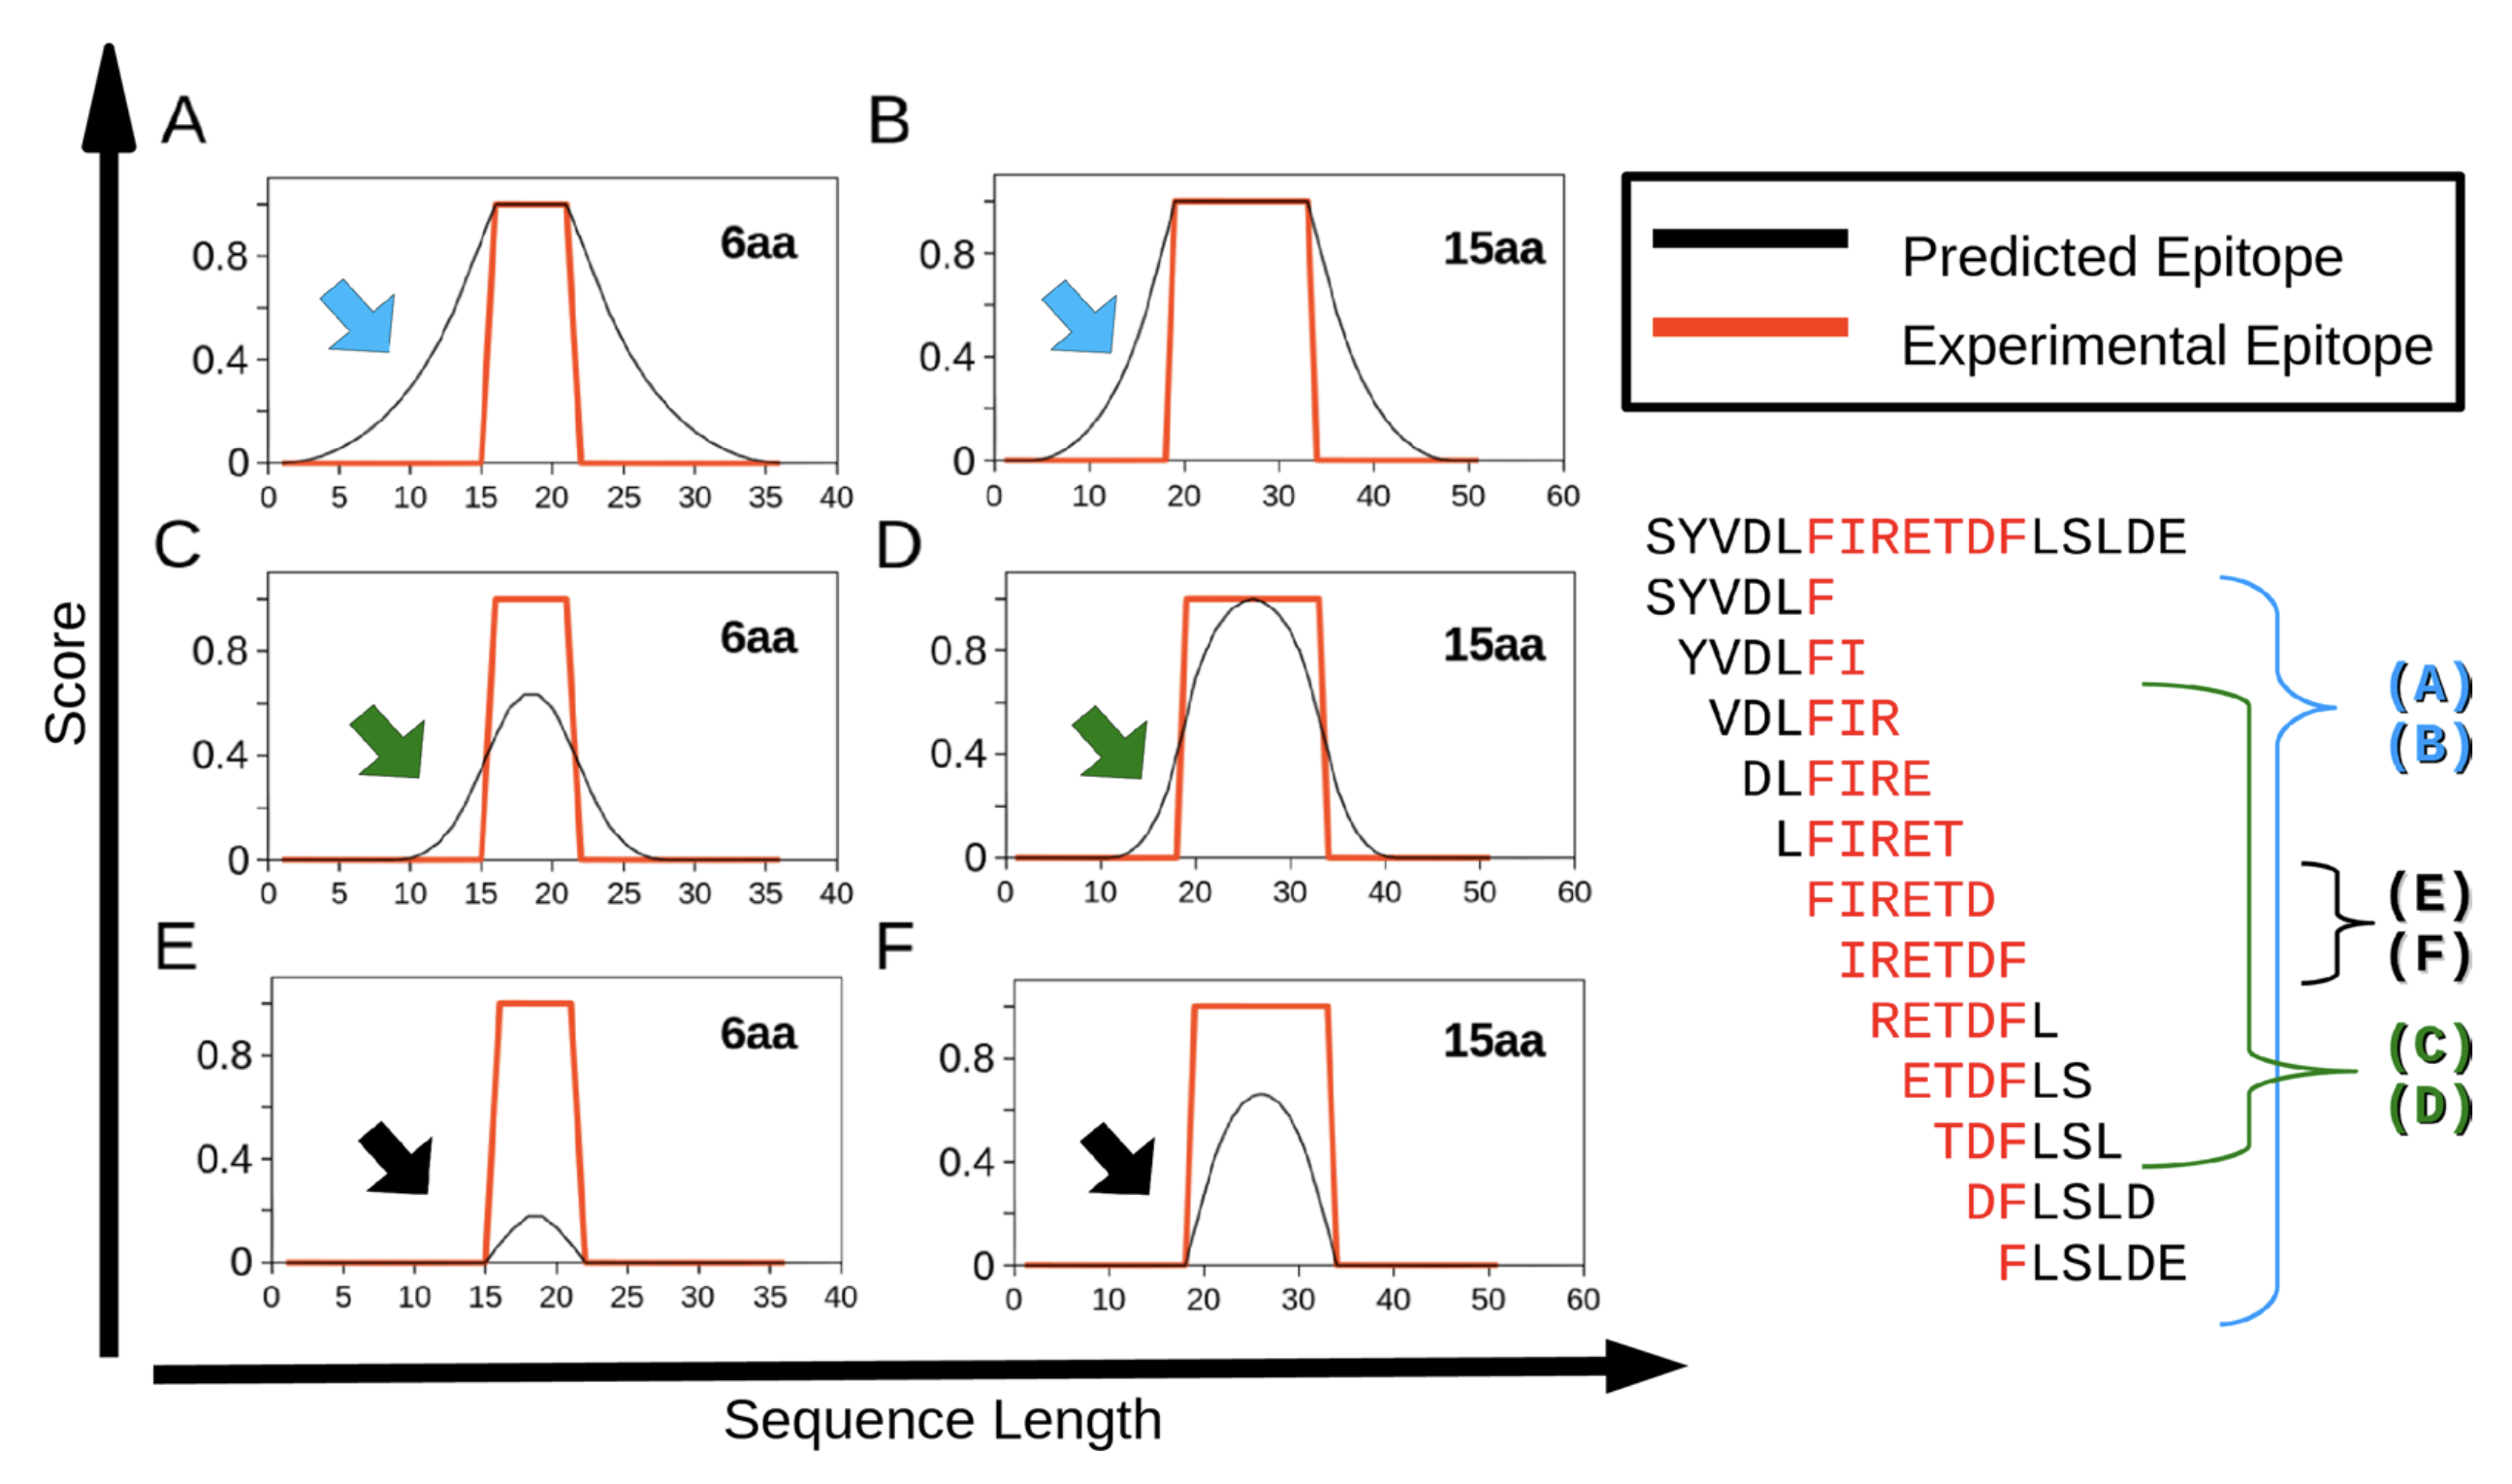 A
B
6aa
15aa
0.8
0.4
0
0 5 10 15 20 25 30 35 40
0.8
0.4
0
0 10 20 30 40 50 60
Predicted Epitope
Experimental Epitope
C
D
6aa
15aa
0.8
0.4
0
0 5 10 15 20 25 30 35 40
0.8
0.4
0
0 10 20 30 40 50 60
E
F
6aa
15aa
0.8
0.4
0
0 5 10 15 20 25 30 35 40
0.8
0.4
0
0 10 20 30 40 50 60
Score
Sequence Length
SYVDLFIRETDFLSLDE
SYVDLF
YVDLFI
VDLFIR
DLFIRE
LFIRET
FIRETD
IRETDF
RETDFL
ETDFLS
TDFLSL
DFLSLD
FLSLDE
(A)
(B)
(E)
(F)
(C)
(D)